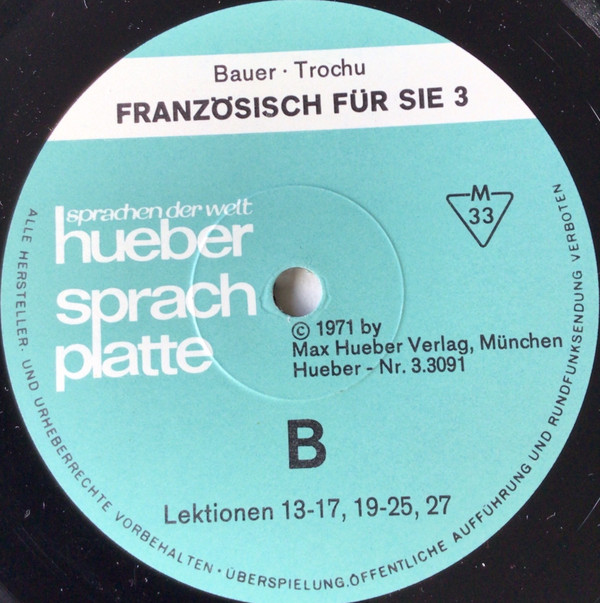 Bauer · Trochu
FRANZÖSISCH FÜR SIE 3
sprachen der welt
hueber
sprach
platte
M
33
© 1971 by
Max Hueber Verlag, München
Hueber - Nr. 3.3091
B
Lektionen 13-17, 19-25, 27
ALLE HERSTELLER- UND URHEBERRECHTE VORBEHALTEN · ÜBERSPIELUNG. ÖFFENTLICHE AUFFÜHRUNG UND RUNDFUNKSENDUNG VERBOTEN